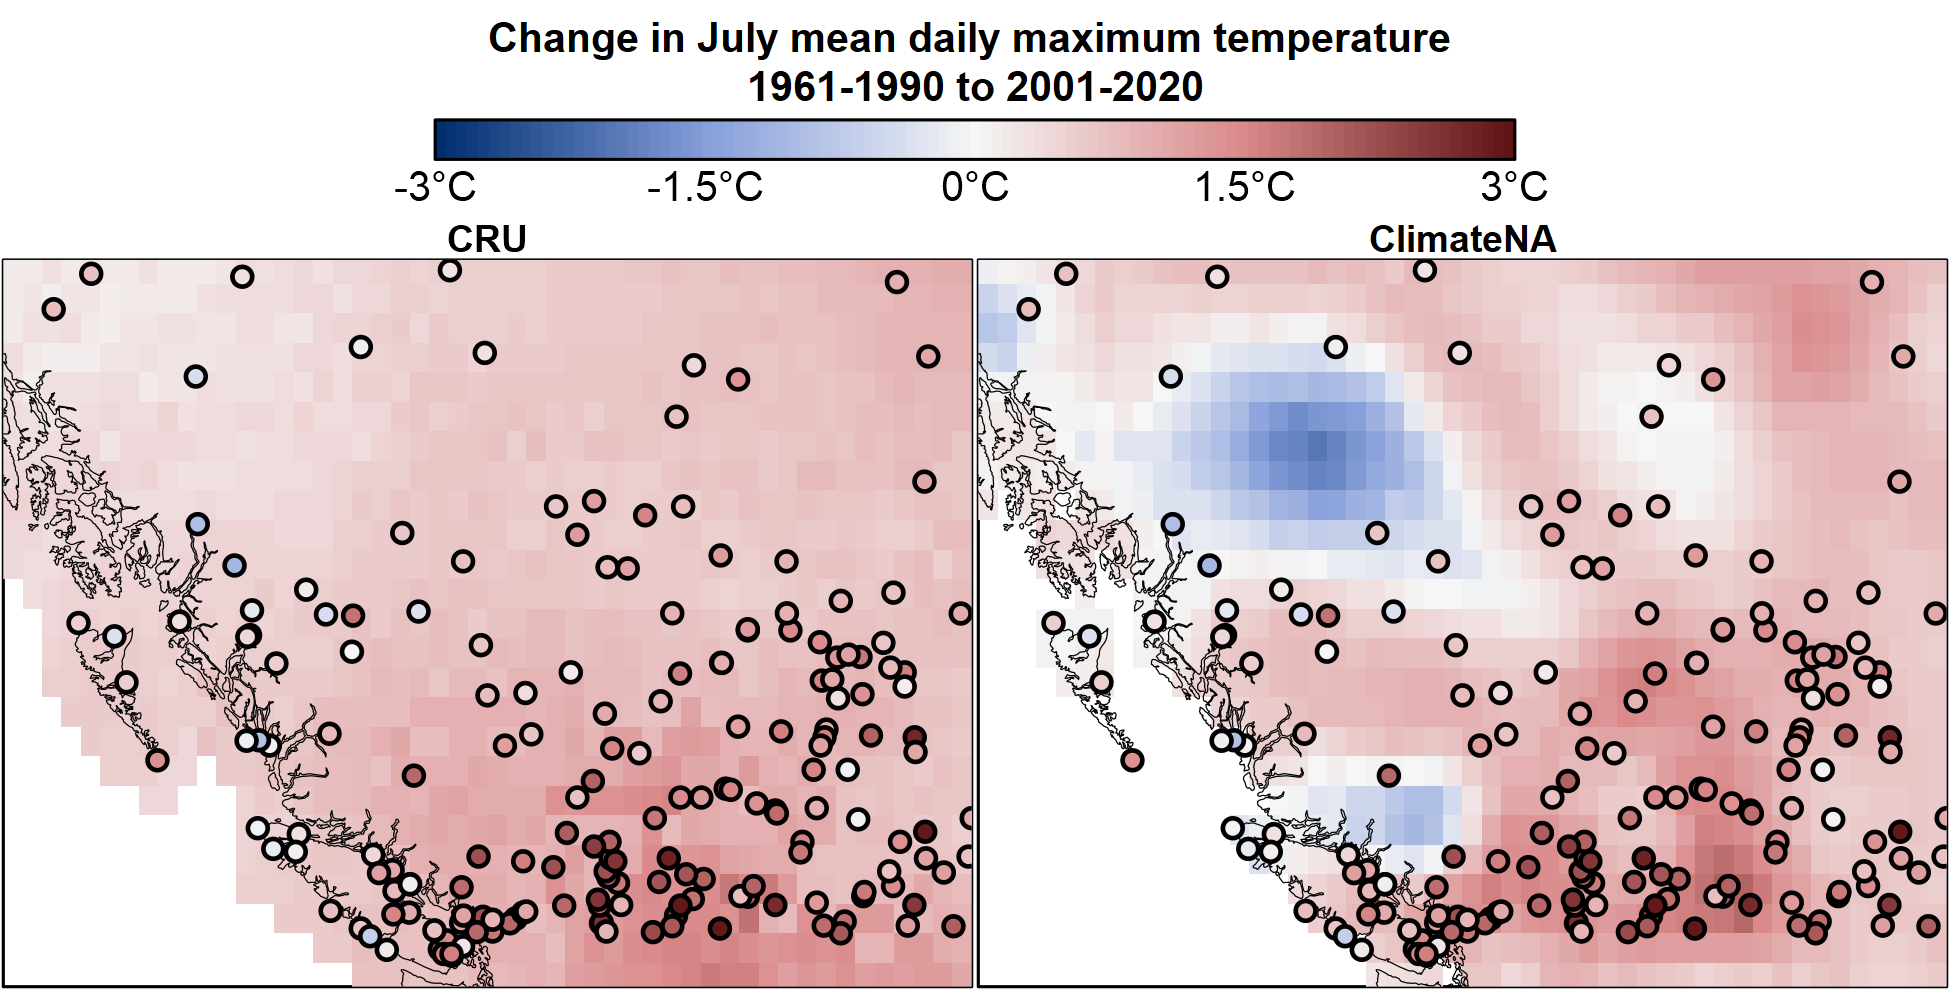 Change in July mean daily maximum temperature
1961-1990 to 2001-2020
-3°C -1.5°C 0°C 1.5°C 3°C
CRU ClimateNA